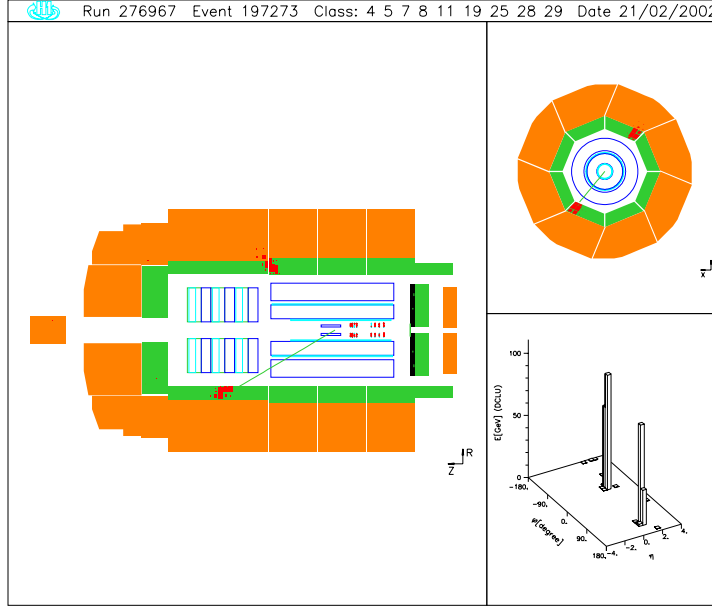 Run 276967 Event 197273 Class: 4 5 7 8 11 19 25 28 29 Date 21/02/2002
X
R
Z
E[GeV] (DCLU)
100
50
0
-180.
-90.
0.
90.
180.
φ[degree]
-4.
-2.
0.
2.
4.
η